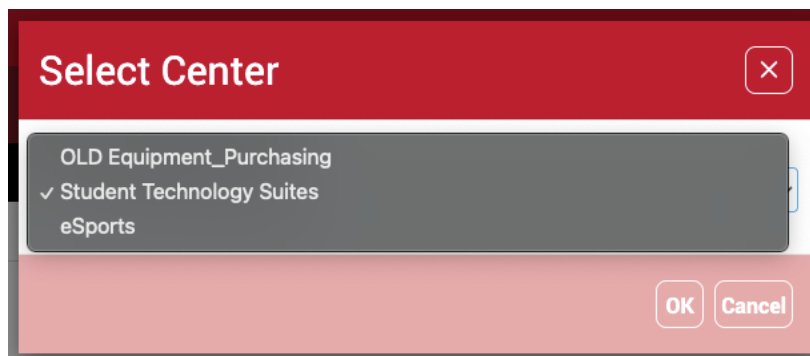 Select Center
OLD Equipment_Purchasing
✓ Student Technology Suites
eSports
OK Cancel